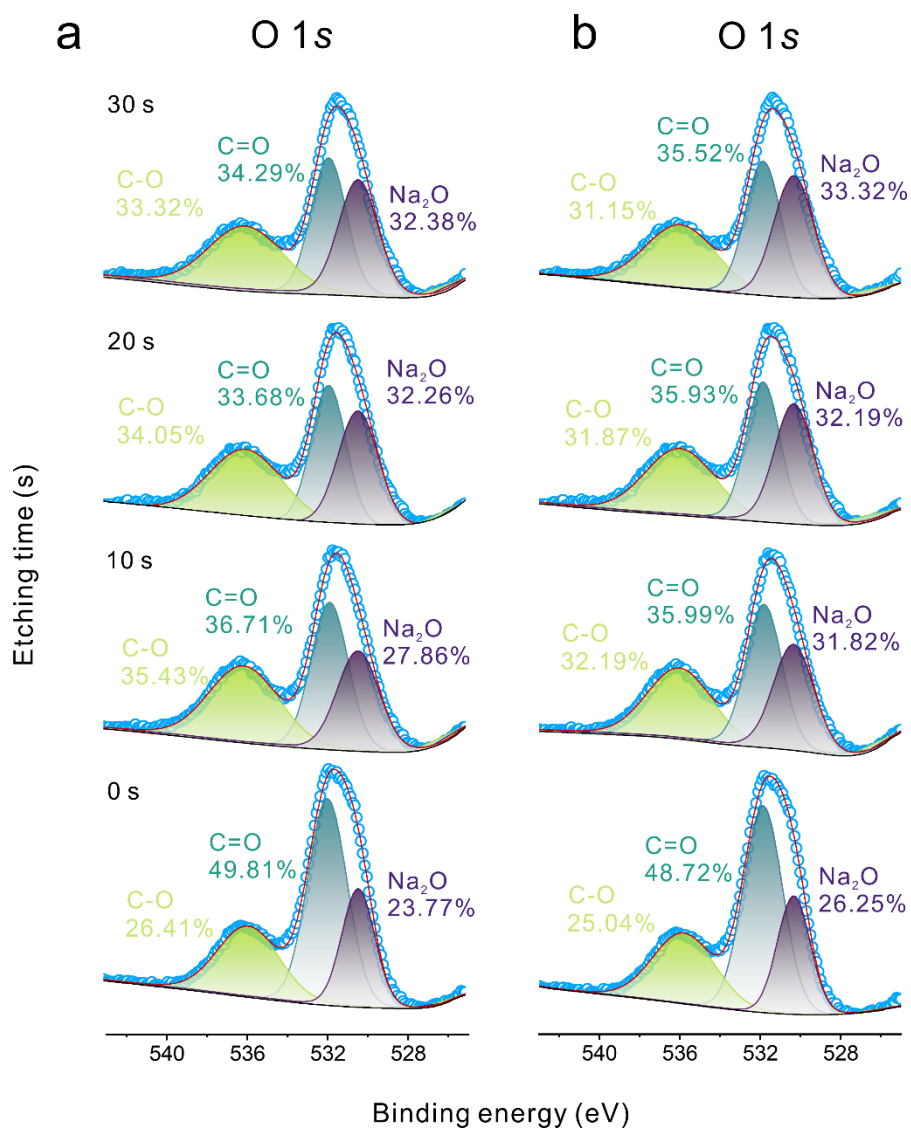 a
O 1s
b
O 1s
30 s
C-O
33.32%
C=O
34.29%
Na₂O
32.38%
C-O
31.15%
C=O
35.52%
Na₂O
33.32%
20 s
C-O
34.05%
C=O
33.68%
Na₂O
32.26%
C-O
31.87%
C=O
35.93%
Na₂O
32.19%
10 s
C-O
35.43%
C=O
36.71%
Na₂O
27.86%
C-O
32.19%
C=O
35.99%
Na₂O
31.82%
0 s
C-O
26.41%
C=O
49.81%
Na₂O
23.77%
C-O
25.04%
C=O
48.72%
Na₂O
26.25%
Etching time (s)
540 536 532 528
540 536 532 528
Binding energy (eV)